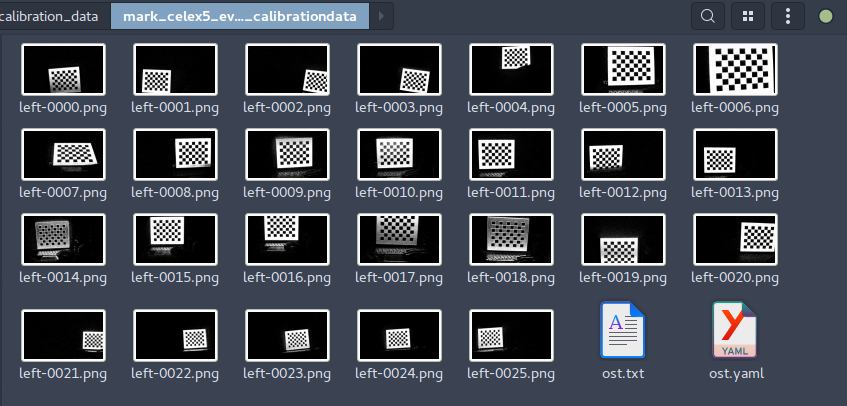 calibration_data
mark_celex5_ev…_calibrationdata
left-0000.png
left-0001.png
left-0002.png
left-0003.png
left-0004.png
left-0005.png
left-0006.png
left-0007.png
left-0008.png
left-0009.png
left-0010.png
left-0011.png
left-0012.png
left-0013.png
left-0014.png
left-0015.png
left-0016.png
left-0017.png
left-0018.png
left-0019.png
left-0020.png
A
YAML
left-0021.png
left-0022.png
left-0023.png
left-0024.png
left-0025.png
ost.txt
ost.yaml